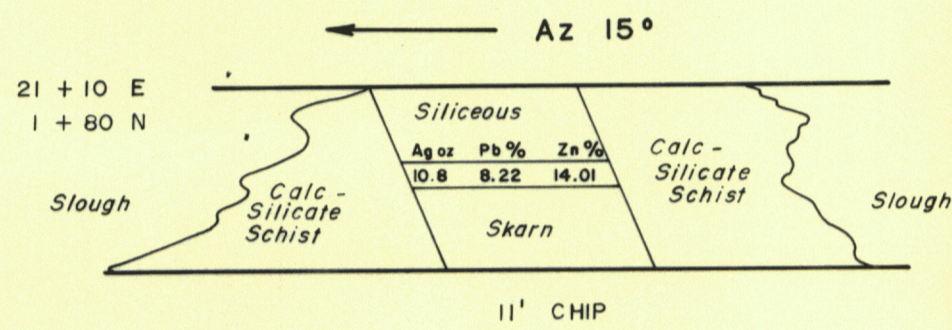 Az 15°
21 + 10 E
1 + 80 N
Siliceous
Ag oz Pb % Zn %
10.8 8.22 14.01
Calc -
Silicate
Schist
Slough
Calc -
Silicate
Schist
Skarn
Slough
11' CHIP